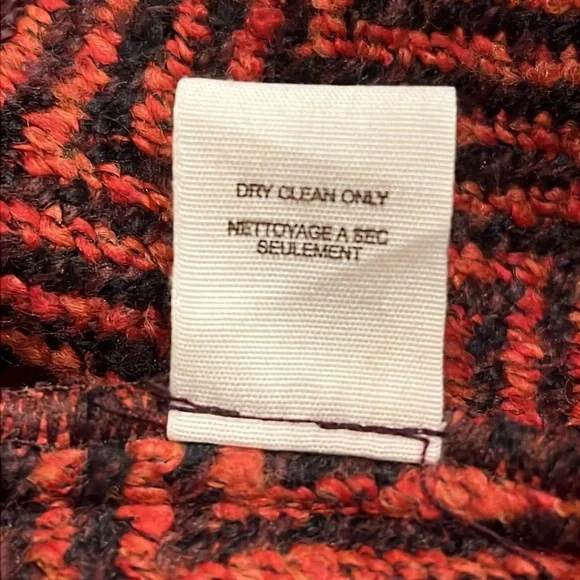 DRY CLEAN ONLY
NETTOYAGE A SEC
SEULEMENT